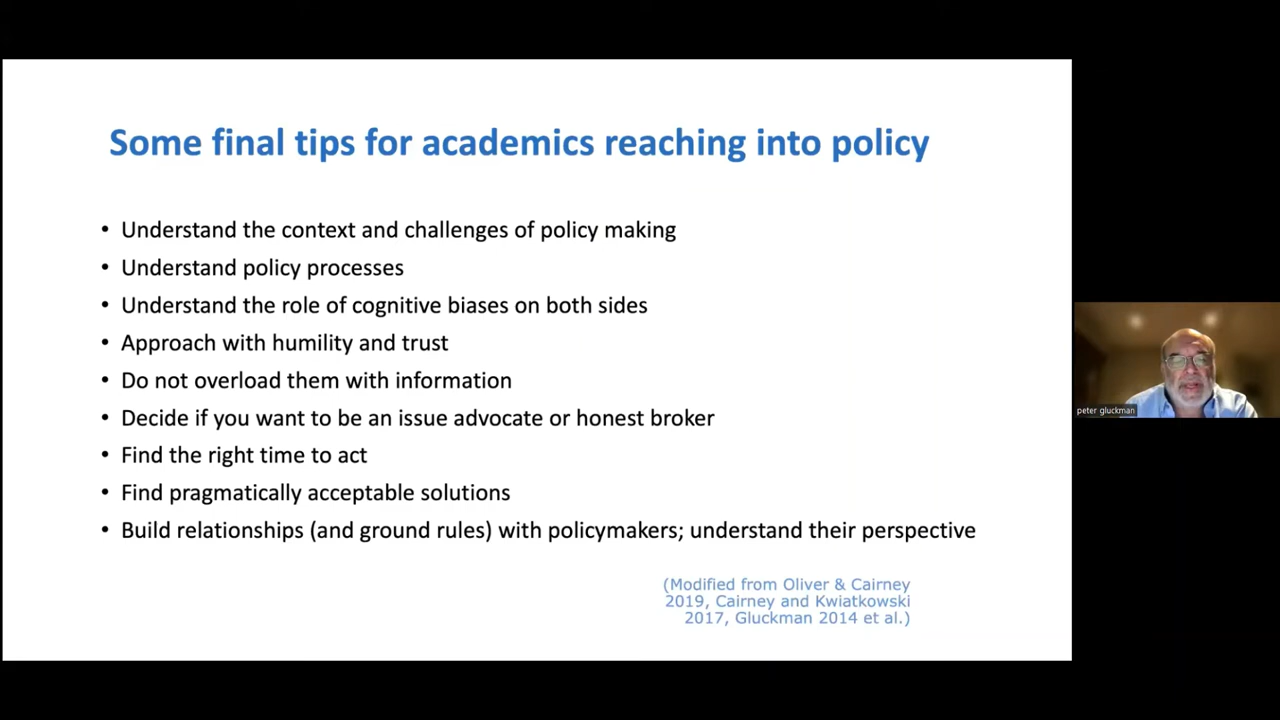 Some final tips for academics reaching into policy
• Understand the context and challenges of policy making
• Understand policy processes
• Understand the role of cognitive biases on both sides
• Approach with humility and trust
• Do not overload them with information
• Decide if you want to be an issue advocate or honest broker
• Find the right time to act
• Find pragmatically acceptable solutions
• Build relationships (and ground rules) with policymakers; understand their perspective
(Modified from Oliver & Cairney
2019, Cairney and Kwiatkowski
2017, Gluckman 2014 et al.)
peter gluckman